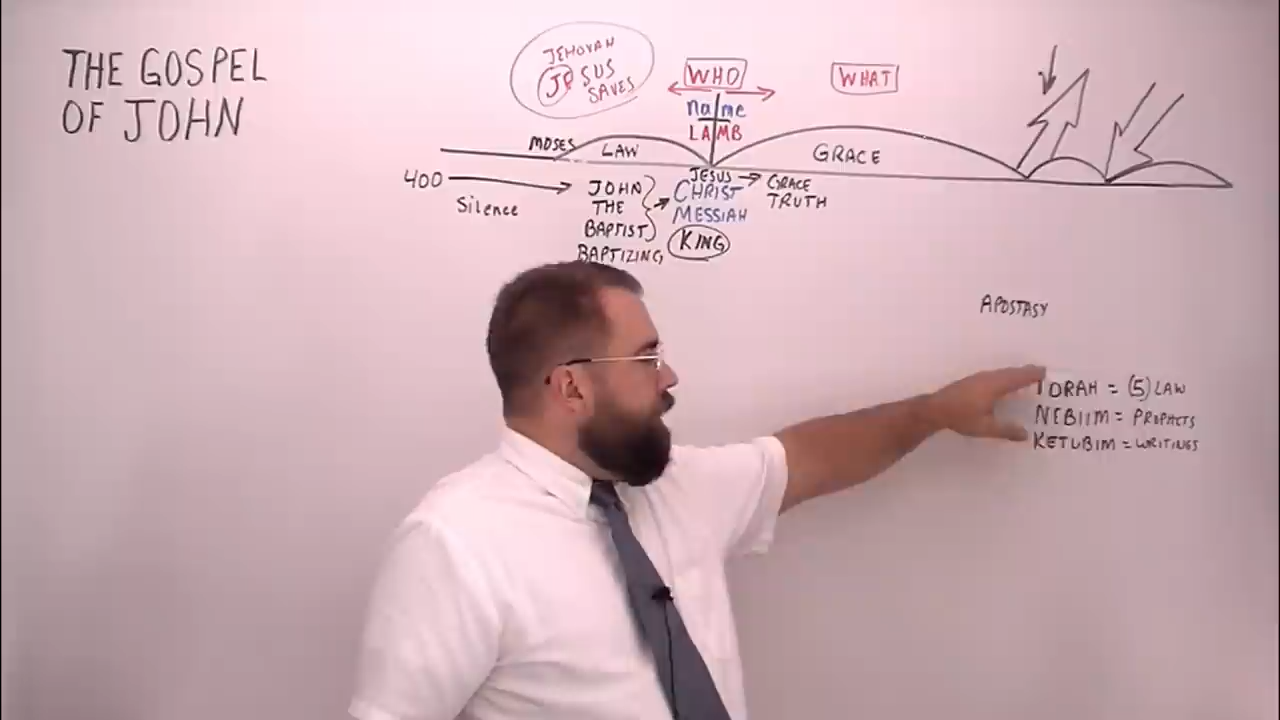 THE GOSPEL
OF JOHN
JEHOVAH
JESUS
SAVES
WHO
WHAT
name
LAMB
MOSES
LAW
GRACE
400
Silence
JOHN
THE
BAPTIST
BAPTIZING
JESUS
CHRIST
MESSIAH
KING
GRACE
TRUTH
APOSTASY
TORAH = (5) LAW
NEBIIM = PROPHETS
KETUBIM = WRITINGS